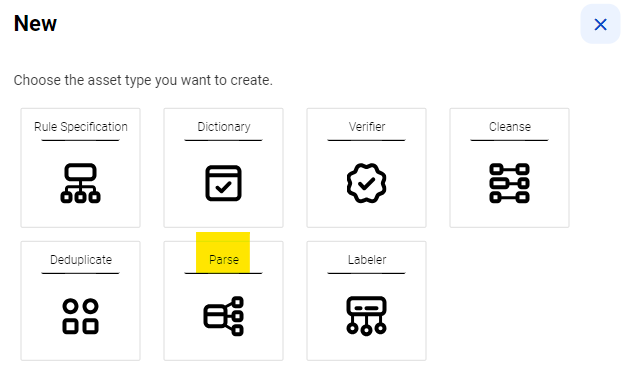 New
Choose the asset type you want to create.
Rule Specification
Dictionary
Verifier
Cleanse
Deduplicate
Parse
Labeler